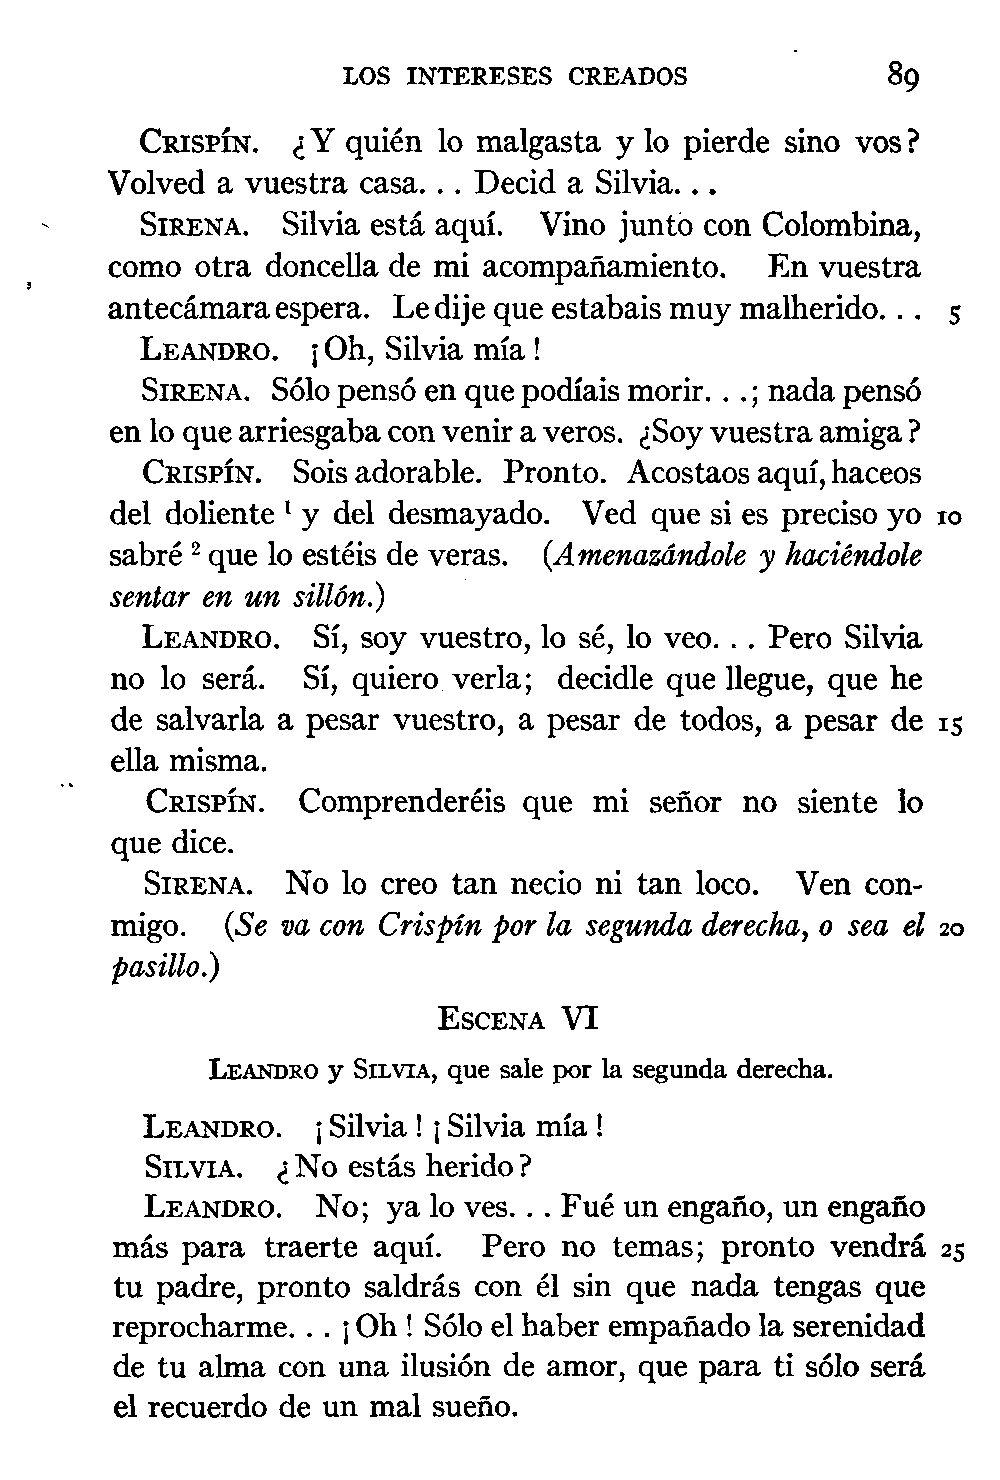 LOS INTERESES CREADOS 89
CRISPÍN. ¿Y quién lo malgasta y lo pierde sino vos?
Volved a vuestra casa. . . Decid a Silvia. . .
SIRENA. Silvia está aquí. Vino junto con Colombina,
como otra doncella de mi acompañamiento. En vuestra
antecámara espera. Le dije que estabais muy malherido. . . 5
LEANDRO. ¡Oh, Silvia mía!
SIRENA. Sólo pensó en que podíais morir. . .; nada pensó
en lo que arriesgaba con venir a veros. ¿Soy vuestra amiga?
CRISPÍN. Sois adorable. Pronto. Acostaos aquí, haceos
del doliente ¹ y del desmayado. Ved que si es preciso yo 10
sabré ² que lo estéis de veras. (Amenazándole y haciéndole
sentar en un sillón.)
LEANDRO. Sí, soy vuestro, lo sé, lo veo. . . Pero Silvia
no lo será. Sí, quiero verla; decidle que llegue, que he
de salvarla a pesar vuestro, a pesar de todos, a pesar de 15
ella misma.
CRISPÍN. Comprenderéis que mi señor no siente lo
que dice.
SIRENA. No lo creo tan necio ni tan loco. Ven con-
migo. (Se va con Crispín por la segunda derecha, o sea el 20
pasillo.)
ESCENA VI
LEANDRO y SILVIA, que sale por la segunda derecha.
LEANDRO. ¡Silvia! ¡Silvia mía!
SILVIA. ¿No estás herido?
LEANDRO. No; ya lo ves. . . Fué un engaño, un engaño
más para traerte aquí. Pero no temas; pronto vendrá 25
tu padre, pronto saldrás con él sin que nada tengas que
reprocharme. . . ¡Oh! Sólo el haber empañado la serenidad
de tu alma con una ilusión de amor, que para ti sólo será
el recuerdo de un mal sueño.